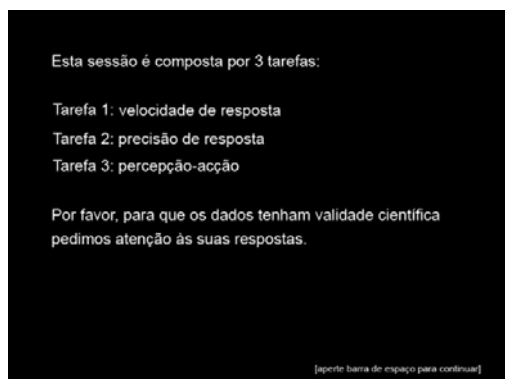 Esta sessão é composta por 3 tarefas:
Tarefa 1: velocidade de resposta
Tarefa 2: precisão de resposta
Tarefa 3: percepção-acção
Por favor, para que os dados tenham validade científica
pedimos atenção às suas respostas.
[aperte barra de espaço para continuar]